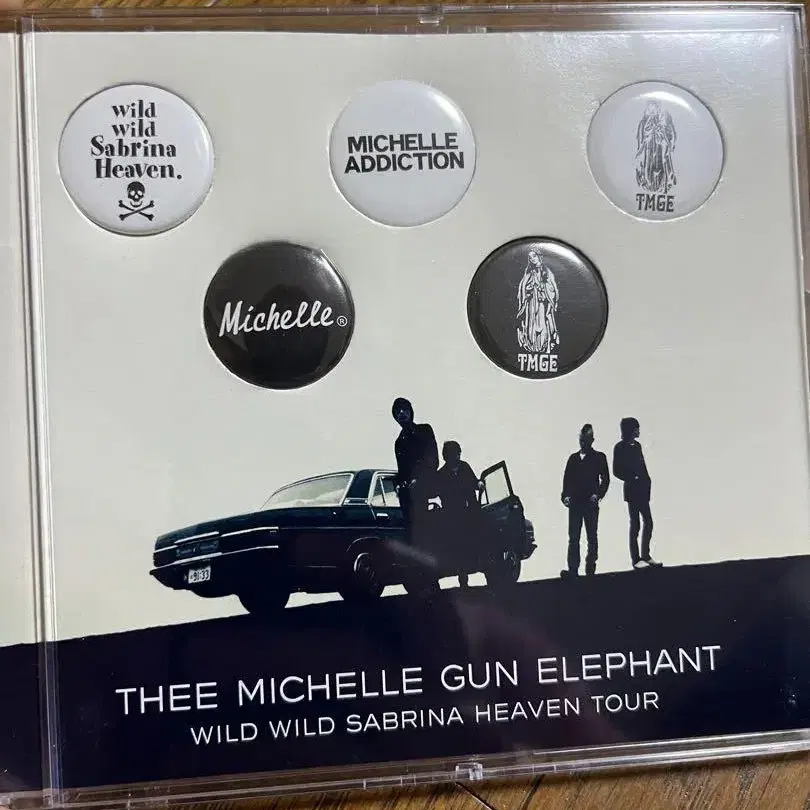 wild
wild
Sabrina
Heaven.
MICHELLE
ADDICTION
TMGE
Michelle®
TMGE
THEE MICHELLE GUN ELEPHANT
WILD WILD SABRINA HEAVEN TOUR